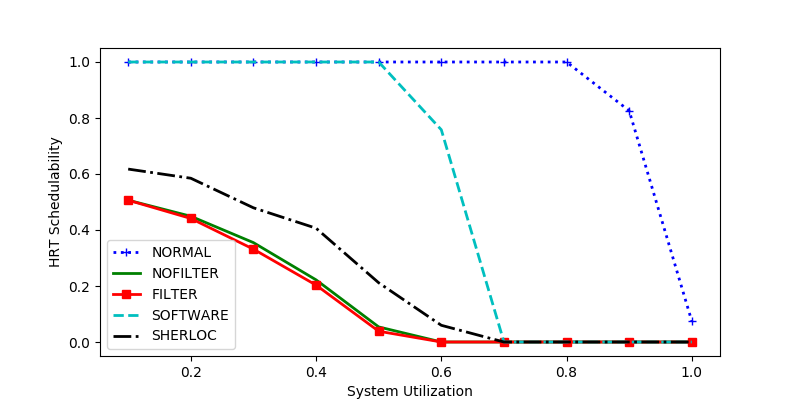 1.0
0.8
0.6
0.4
0.2
0.0
HRT Schedulability
NORMAL
NOFILTER
FILTER
SOFTWARE
SHERLOC
0.2 0.4 0.6 0.8 1.0
System Utilization